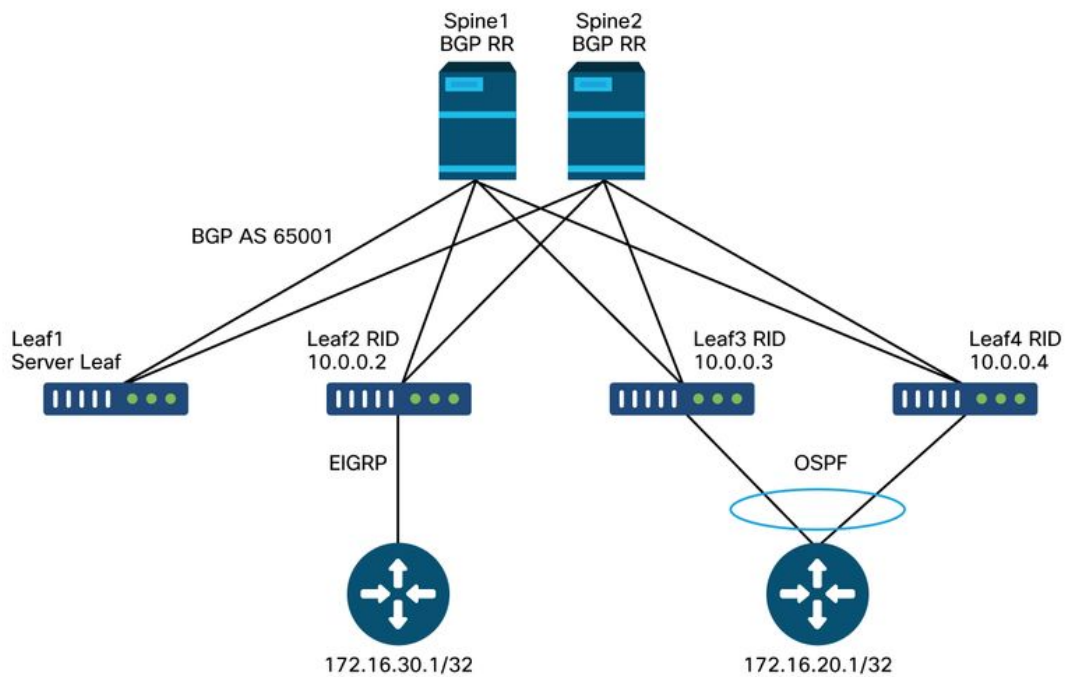 Spine1
BGP RR
Spine2
BGP RR
BGP AS 65001
Leaf1
Server Leaf
Leaf2 RID
10.0.0.2
Leaf3 RID
10.0.0.3
Leaf4 RID
10.0.0.4
EIGRP
OSPF
172.16.30.1/32
172.16.20.1/32